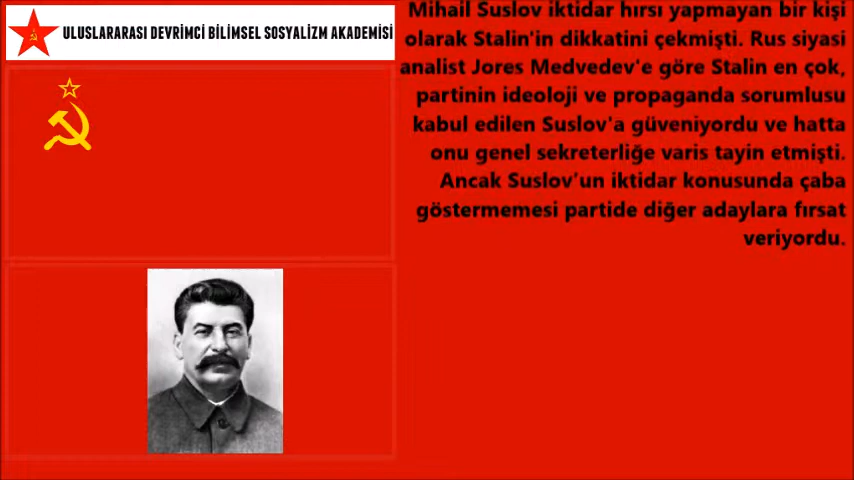 ULUSLARARASI DEVRİMCİ BİLİMSEL SOSYALİZM AKADEMİSİ
Mihail Suslov iktidar hırsı yapmayan bir kişi
olarak Stalin'in dikkatini çekmişti. Rus siyasi
analist Jores Medvedev'e göre Stalin en çok,
partinin ideoloji ve propaganda sorumlusu
kabul edilen Suslov'a güveniyordu ve hatta
onu genel sekreterliğe varis tayin etmişti.
Ancak Suslov’un iktidar konusunda çaba
göstermemesi partide diğer adaylara fırsat
veriyordu.